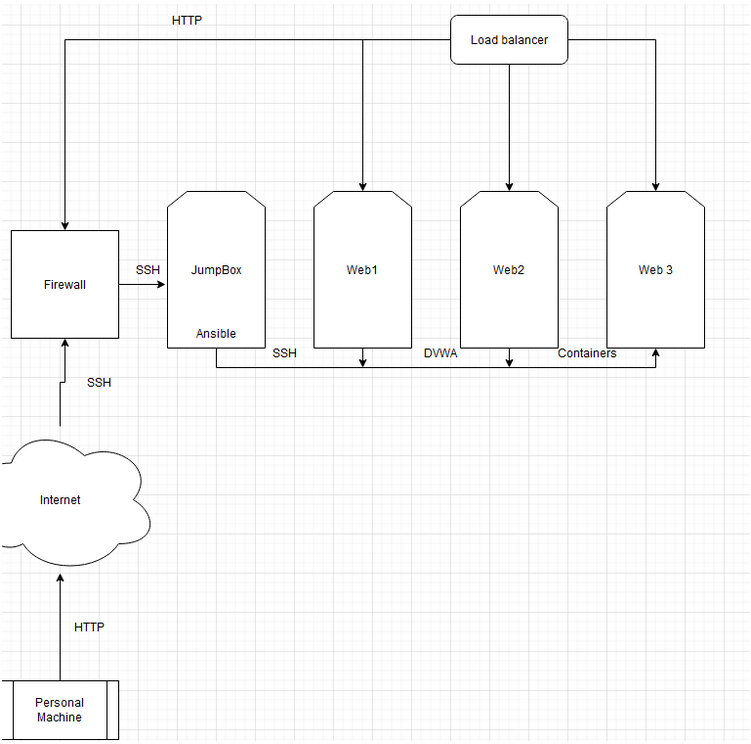 HTTP
Load balancer
Firewall
SSH
JumpBox
Ansible
Web1
Web2
Web 3
SSH
DVWA
Containers
SSH
Internet
HTTP
Personal
Machine